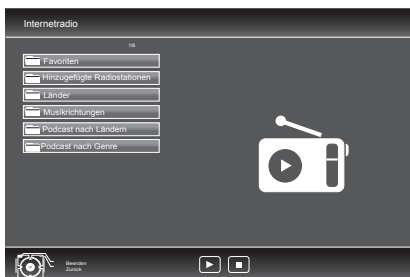 Internetradio
1/6
Favoriten
Hinzugefügte Radiostationen
Länder
Musikrichtungen
Podcast nach Ländern
Podcast nach Genre
Beenden
Zurück